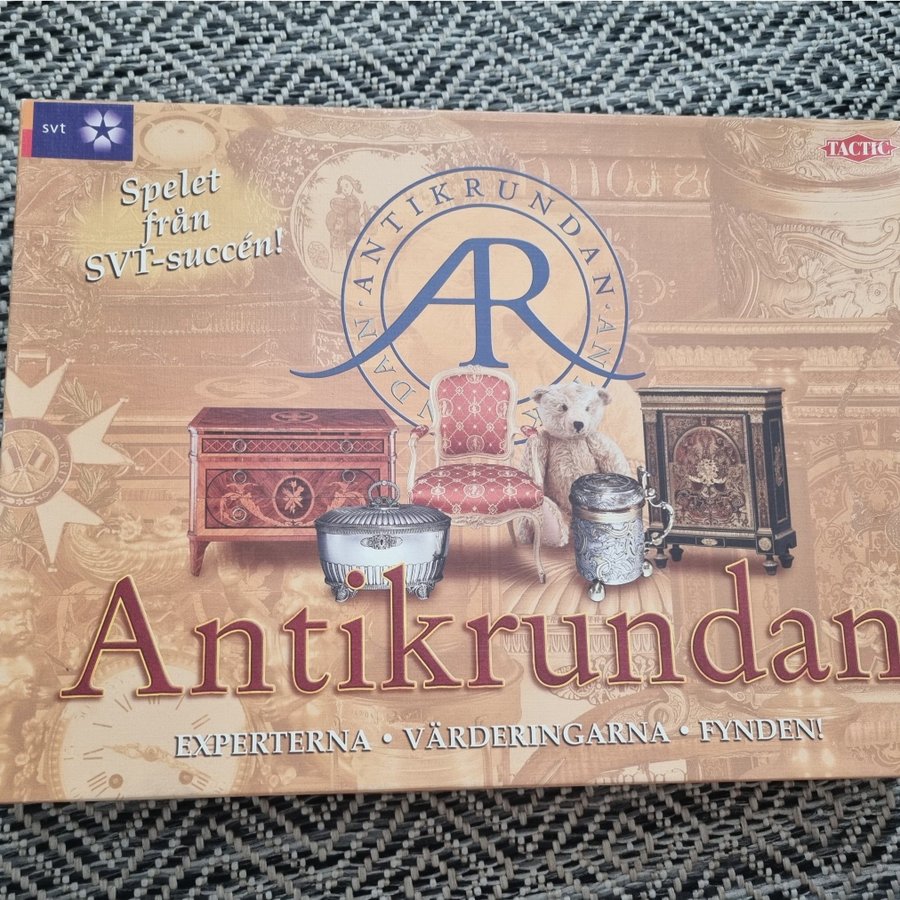 svt
TACTIC
Spelet
från
SVT-succén!
· ANTIKRUNDAN ·
AR
Antikrundan
EXPERTERNA • VÄRDERINGARNA • FYNDEN!